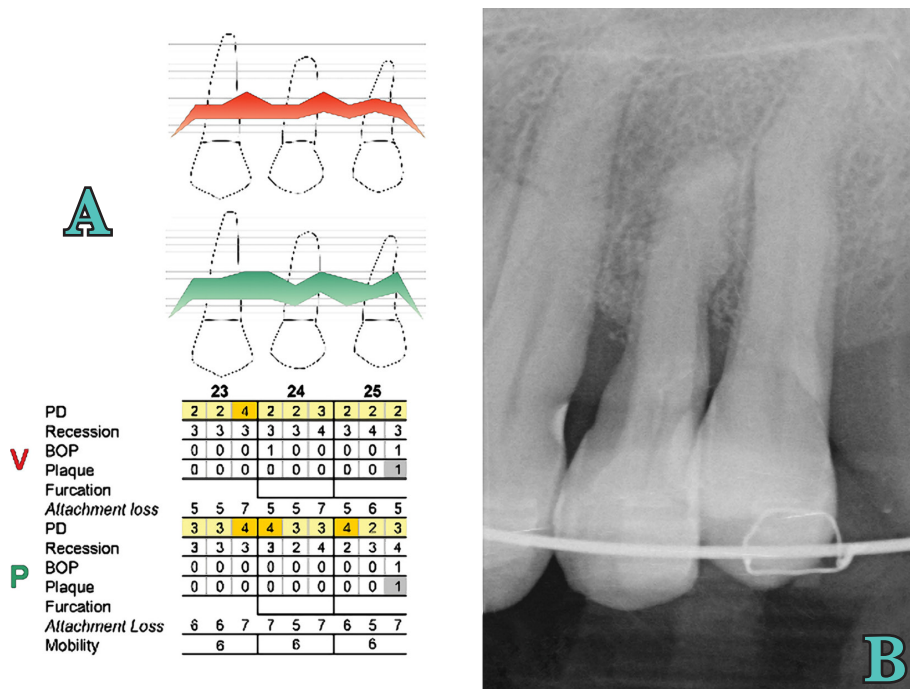 A
23 24 25
PD 2 2 4 2 2 3 2 2 2
Recession 3 3 3 3 3 4 3 4 3
V
BOP 0 0 0 1 0 0 0 0 1
Plaque 0 0 0 0 0 0 0 0 1
Furcation
Attachment loss 5 5 7 5 5 7 5 6 5
PD 3 3 4 4 3 3 4 2 3
Recession 3 3 3 3 2 4 2 3 4
P
BOP 0 0 0 0 0 0 0 0 1
Plaque 0 0 0 0 0 0 0 0 1
Furcation
Attachment Loss 6 6 7 7 5 7 6 5 7
Mobility 6 6 6
B